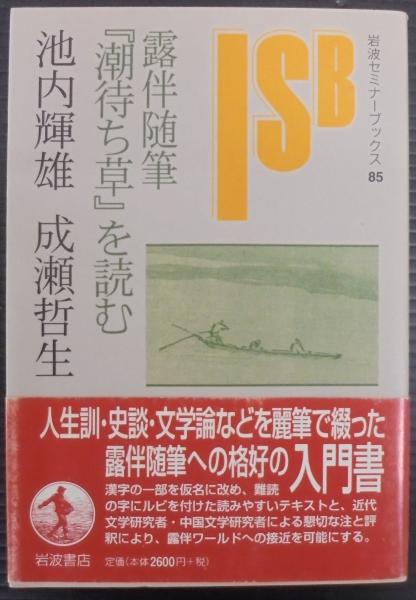 岩波セミナーブックス 85
ISB
露伴随筆
『潮待ち草』を読む
池内輝雄 成瀬哲生
人生訓・史談・文学論などを麗筆で綴った
露伴随筆への格好の入門書
漢字の一部を仮名に改め、難読
の字にルビを付けた読みやすいテキストと、近代
文学研究者・中国文学研究者による懇切な注と評
釈により、露伴ワールドへの接近を可能にする。
岩波書店
定価(本体2600円+税)